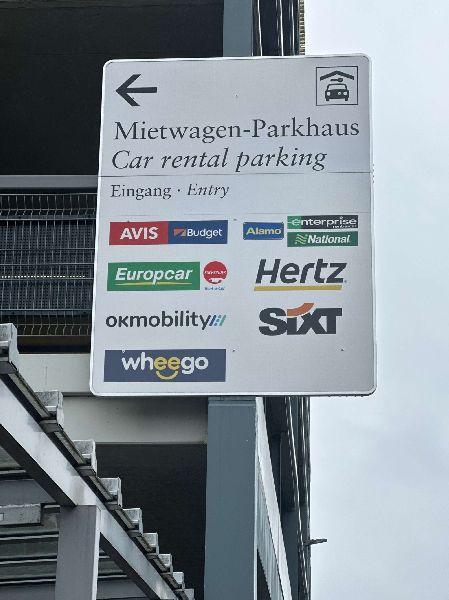 Mietwagen-Parkhaus
Car rental parking
Eingang · Entry
AVIS Budget Alamo enterprise
National
Europcar Hertz
OKMOBILITY SIXT
wheego